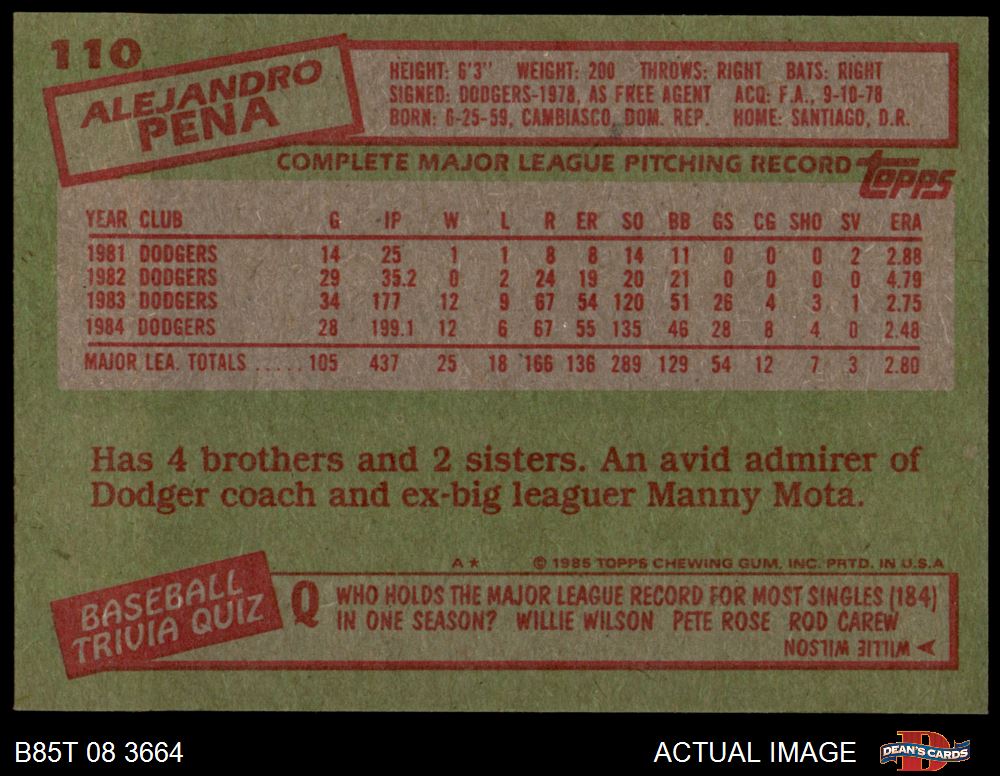 110
ALEJANDRO
PENA
HEIGHT: 6'3" WEIGHT: 200 THROWS: RIGHT BATS: RIGHT
SIGNED: DODGERS-1978, AS FREE AGENT ACQ: F.A., 9-10-78
BORN: 6-25-59, CAMBIASCO, DOM. REP. HOME: SANTIAGO, D.R.
COMPLETE MAJOR LEAGUE PITCHING RECORD
topps
YEAR CLUB G IP W L R ER SO BB GS CG SHO SV ERA
1981 DODGERS 14 25 1 1 8 8 14 11 0 0 0 2 2.88
1982 DODGERS 29 35.2 0 2 24 19 20 21 0 0 0 0 4.79
1983 DODGERS 34 177 12 9 67 54 120 51 26 4 3 1 2.75
1984 DODGERS 28 199.1 12 6 67 55 135 46 28 8 4 0 2.48
MAJOR LEA. TOTALS ..... 105 437 25 18 166 136 289 129 54 12 7 3 2.80
Has 4 brothers and 2 sisters. An avid admirer of
Dodger coach and ex-big leaguer Manny Mota.
A* © 1985 TOPPS CHEWING GUM, INC. PRTD. IN U.S.A
BASEBALL
TRIVIA QUIZ
Q WHO HOLDS THE MAJOR LEAGUE RECORD FOR MOST SINGLES (184)
IN ONE SEASON? WILLIE WILSON PETE ROSE ROD CAREW
A WILLIE WILSON
B85T 08 3664
ACTUAL IMAGE
DEAN'S CARDS